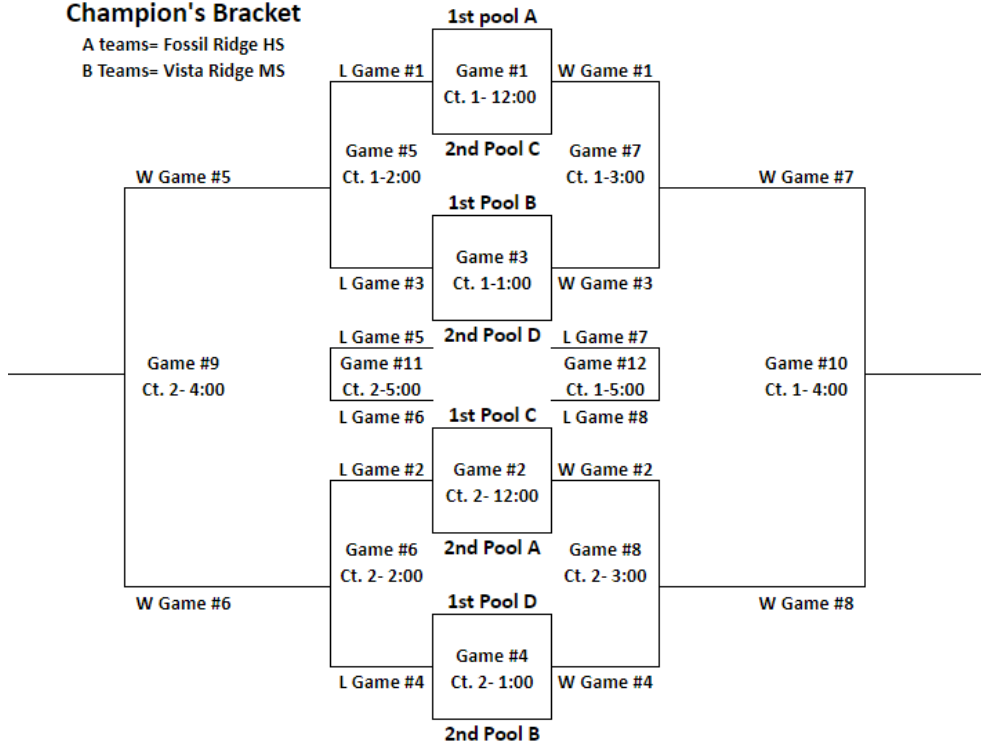 Champion's Bracket
A teams= Fossil Ridge HS
B Teams= Vista Ridge MS
1st pool A
L Game #1
Game #1
Ct. 1- 12:00
W Game #1
2nd Pool C
Game #5
Ct. 1-2:00
Game #7
Ct. 1-3:00
W Game #5
W Game #7
1st Pool B
Game #3
Ct. 1-1:00
L Game #3
W Game #3
2nd Pool D
L Game #5
L Game #7
Game #11
Ct. 2-5:00
Game #12
Ct. 1-5:00
L Game #6
L Game #8
Game #9
Ct. 2- 4:00
Game #10
Ct. 1- 4:00
1st Pool C
L Game #2
Game #2
Ct. 2- 12:00
W Game #2
2nd Pool A
Game #6
Ct. 2- 2:00
Game #8
Ct. 2- 3:00
W Game #6
W Game #8
1st Pool D
Game #4
Ct. 2- 1:00
L Game #4
W Game #4
2nd Pool B